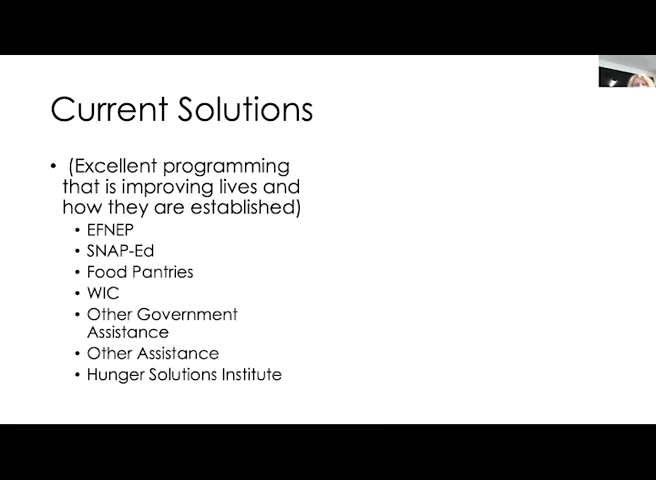 Current Solutions
• (Excellent programming
that is improving lives and
how they are established)
• EFNEP
• SNAP-Ed
• Food Pantries
• WIC
• Other Government
Assistance
• Other Assistance
• Hunger Solutions Institute